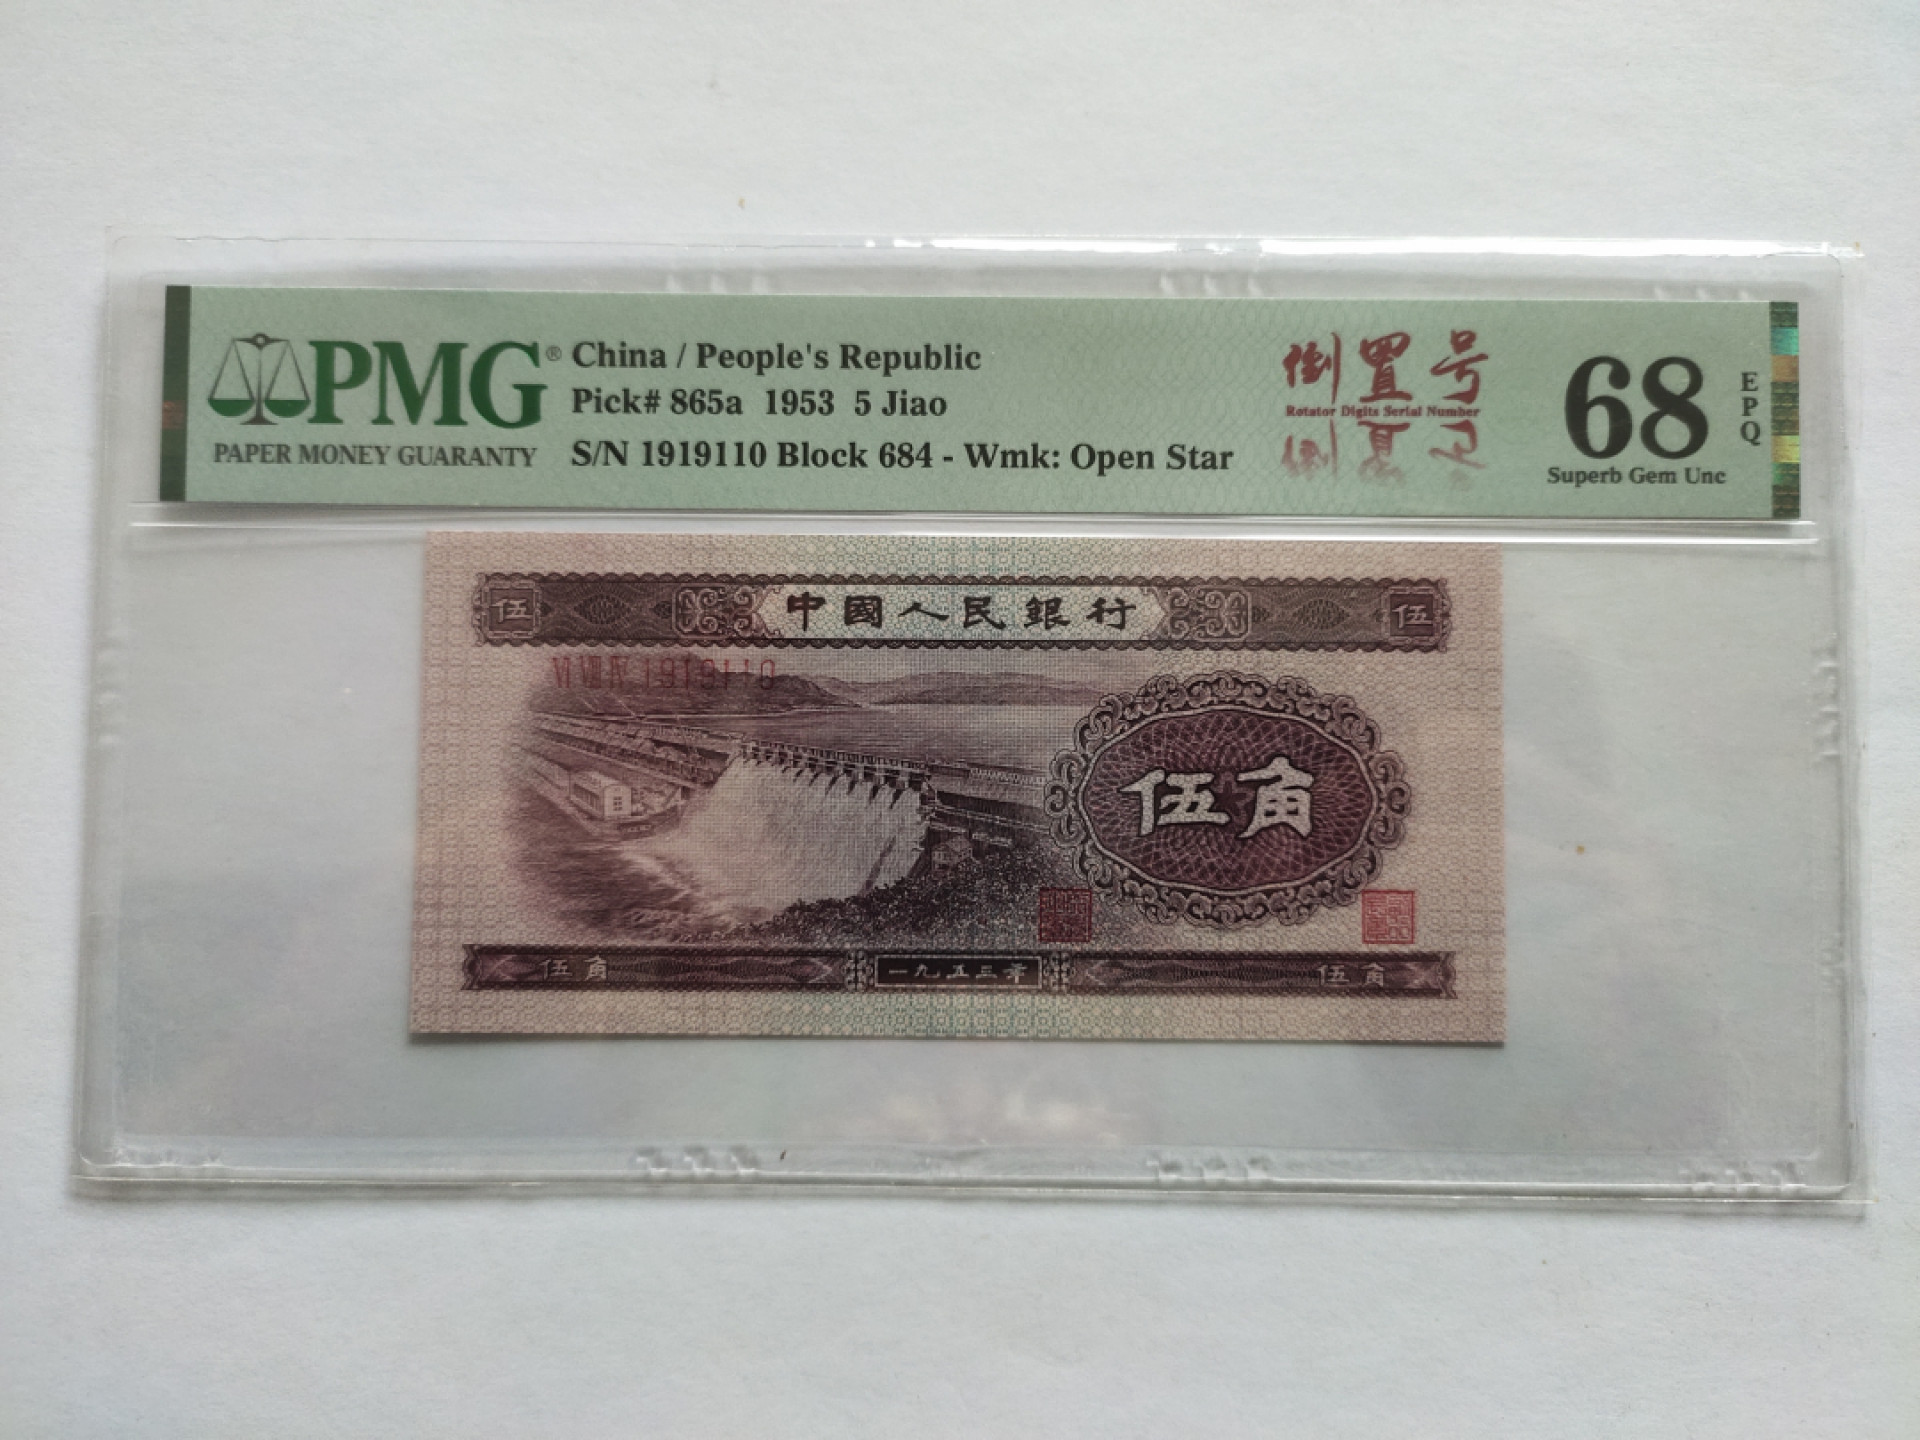 PMG®
PAPER MONEY GUARANTY
China / People's Republic
Pick# 865a 1953 5 Jiao
S/N 1919110 Block 684 - Wmk: Open Star
倒置号
Rotator Digits Serial Number
68
EPQ
Superb Gem Unc
伍 中國人民銀行 伍
VI VIII IV 1919110
伍角
伍角 一九五三年 伍角